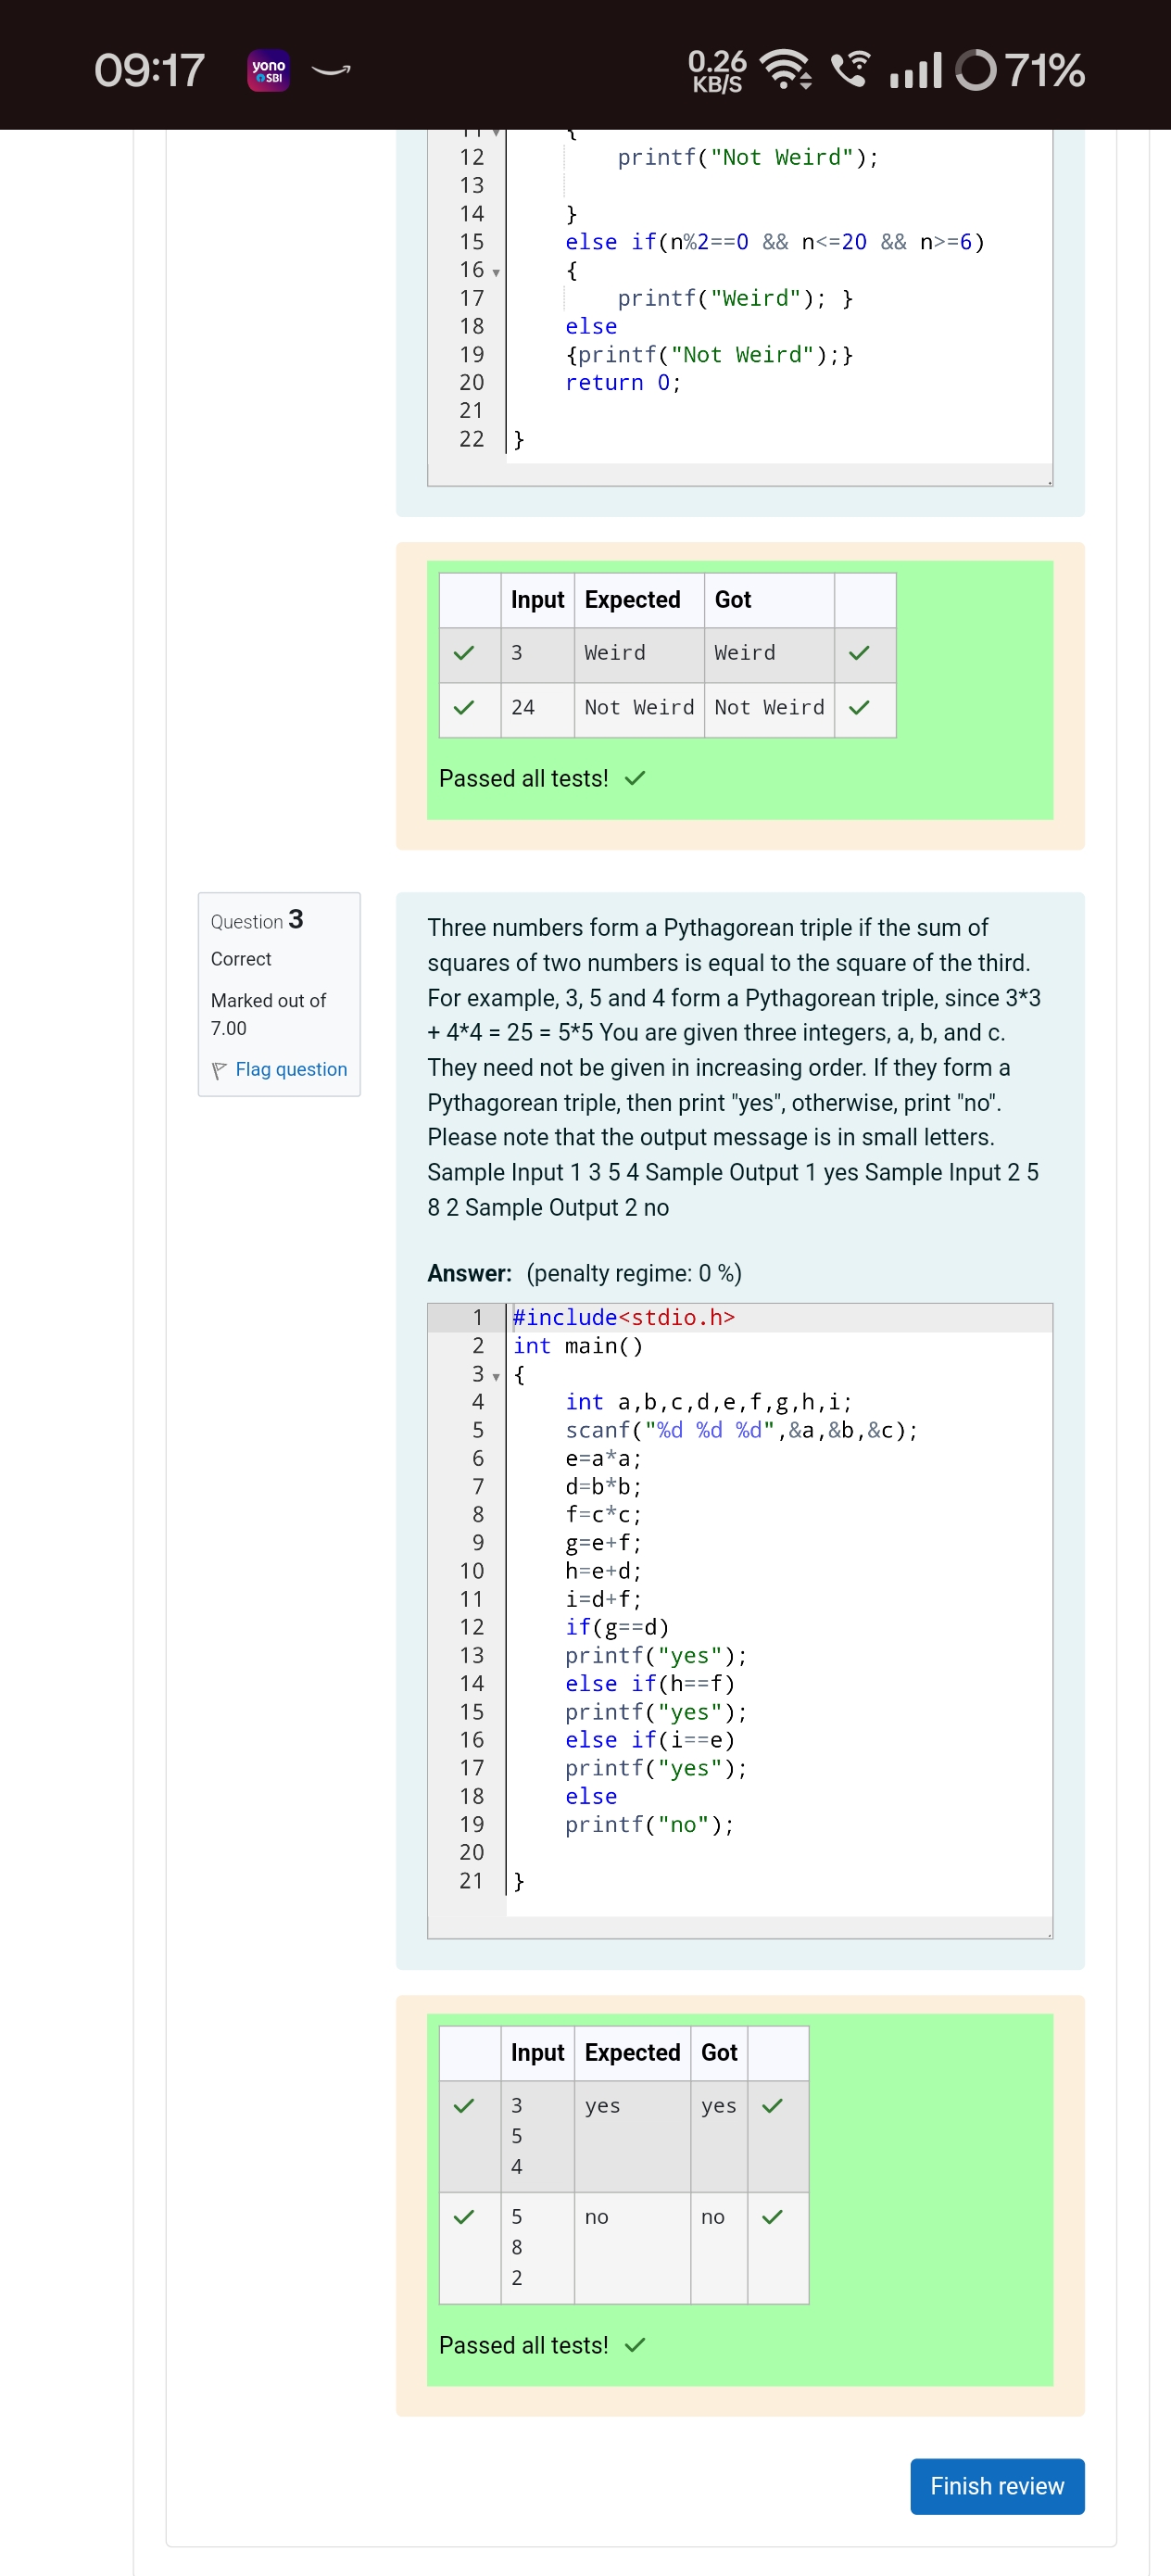 09:17 yono SBI 0.26 KB/S 71%
11 {
12 printf("Not Weird");
13
14 }
15 else if(n%2==0 && n<=20 && n>=6)
16 {
17 printf("Weird"); }
18 else
19 {printf("Not Weird");}
20 return 0;
21
22 }
Input Expected Got
3 Weird Weird
24 Not Weird Not Weird
Passed all tests!
Question 3
Correct
Marked out of
7.00
Flag question
Three numbers form a Pythagorean triple if the sum of
squares of two numbers is equal to the square of the third.
For example, 3, 5 and 4 form a Pythagorean triple, since 3*3
+ 4*4 = 25 = 5*5 You are given three integers, a, b, and c.
They need not be given in increasing order. If they form a
Pythagorean triple, then print "yes", otherwise, print "no".
Please note that the output message is in small letters.
Sample Input 1 3 5 4 Sample Output 1 yes Sample Input 2 5
8 2 Sample Output 2 no
Answer: (penalty regime: 0 %)
1 #include<stdio.h>
2 int main()
3 {
4 int a,b,c,d,e,f,g,h,i;
5 scanf("%d %d %d",&a,&b,&c);
6 e=a*a;
7 d=b*b;
8 f=c*c;
9 g=e+f;
10 h=e+d;
11 i=d+f;
12 if(g==d)
13 printf("yes");
14 else if(h==f)
15 printf("yes");
16 else if(i==e)
17 printf("yes");
18 else
19 printf("no");
20
21 }
Input Expected Got
3 yes yes
5
4
5 no no
8
2
Passed all tests!
Finish review